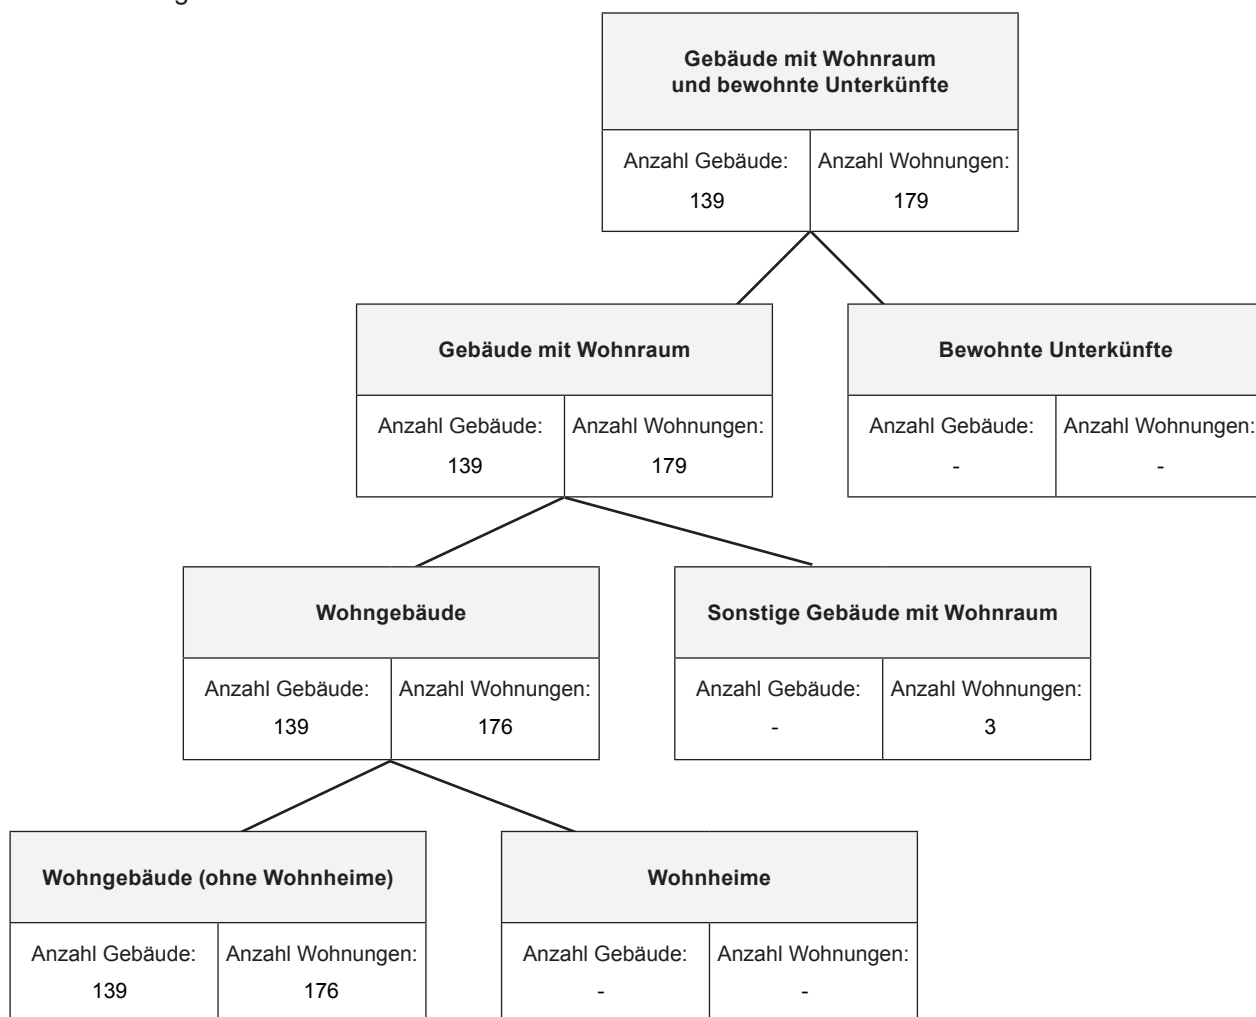 Gebäude mit Wohnraum
und bewohnte Unterkünfte
Anzahl Gebäude: Anzahl Wohnungen:
139 179
Gebäude mit Wohnraum Bewohnte Unterkünfte
Anzahl Gebäude: Anzahl Wohnungen: Anzahl Gebäude: Anzahl Wohnungen:
139 179 - -
Wohngebäude Sonstige Gebäude mit Wohnraum
Anzahl Gebäude: Anzahl Wohnungen: Anzahl Gebäude: Anzahl Wohnungen:
139 176 - 3
Wohngebäude (ohne Wohnheime) Wohnheime
Anzahl Gebäude: Anzahl Wohnungen: Anzahl Gebäude: Anzahl Wohnungen:
139 176 - -